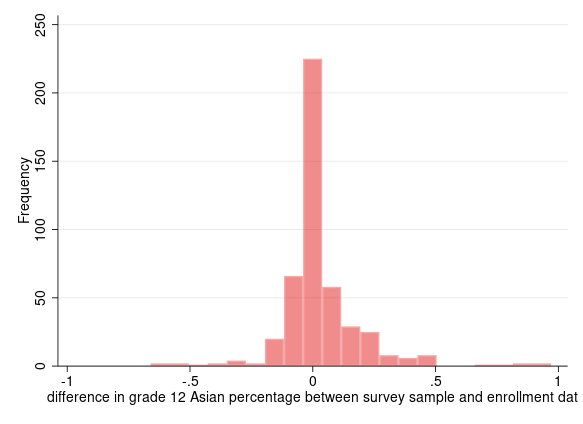 250
200
150
100
50
0
Frequency
-1 -.5 0 .5 1
difference in grade 12 Asian percentage between survey sample and enrollment dat